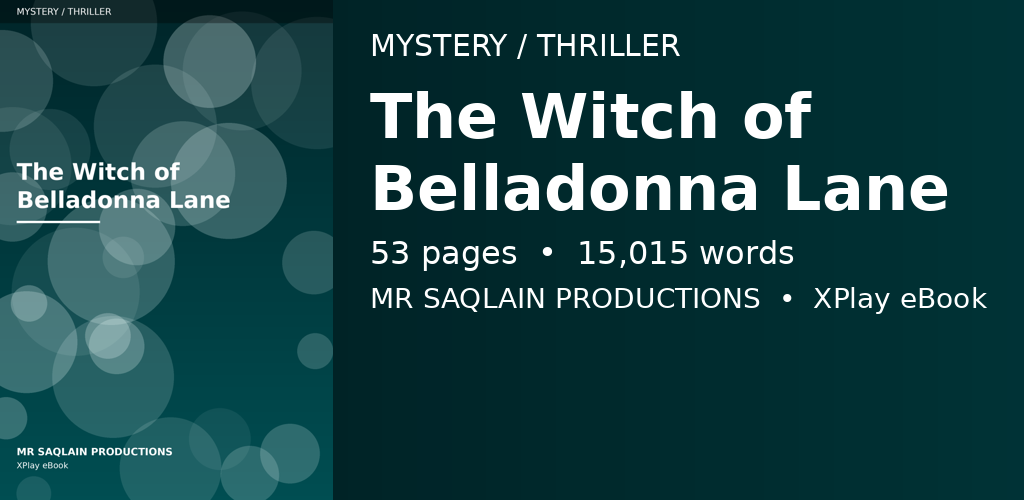 MYSTERY / THRILLER
The Witch of
Belladonna Lane
MR SAQLAIN PRODUCTIONS
XPlay eBook
MYSTERY / THRILLER
The Witch of
Belladonna Lane
53 pages • 15,015 words
MR SAQLAIN PRODUCTIONS • XPlay eBook